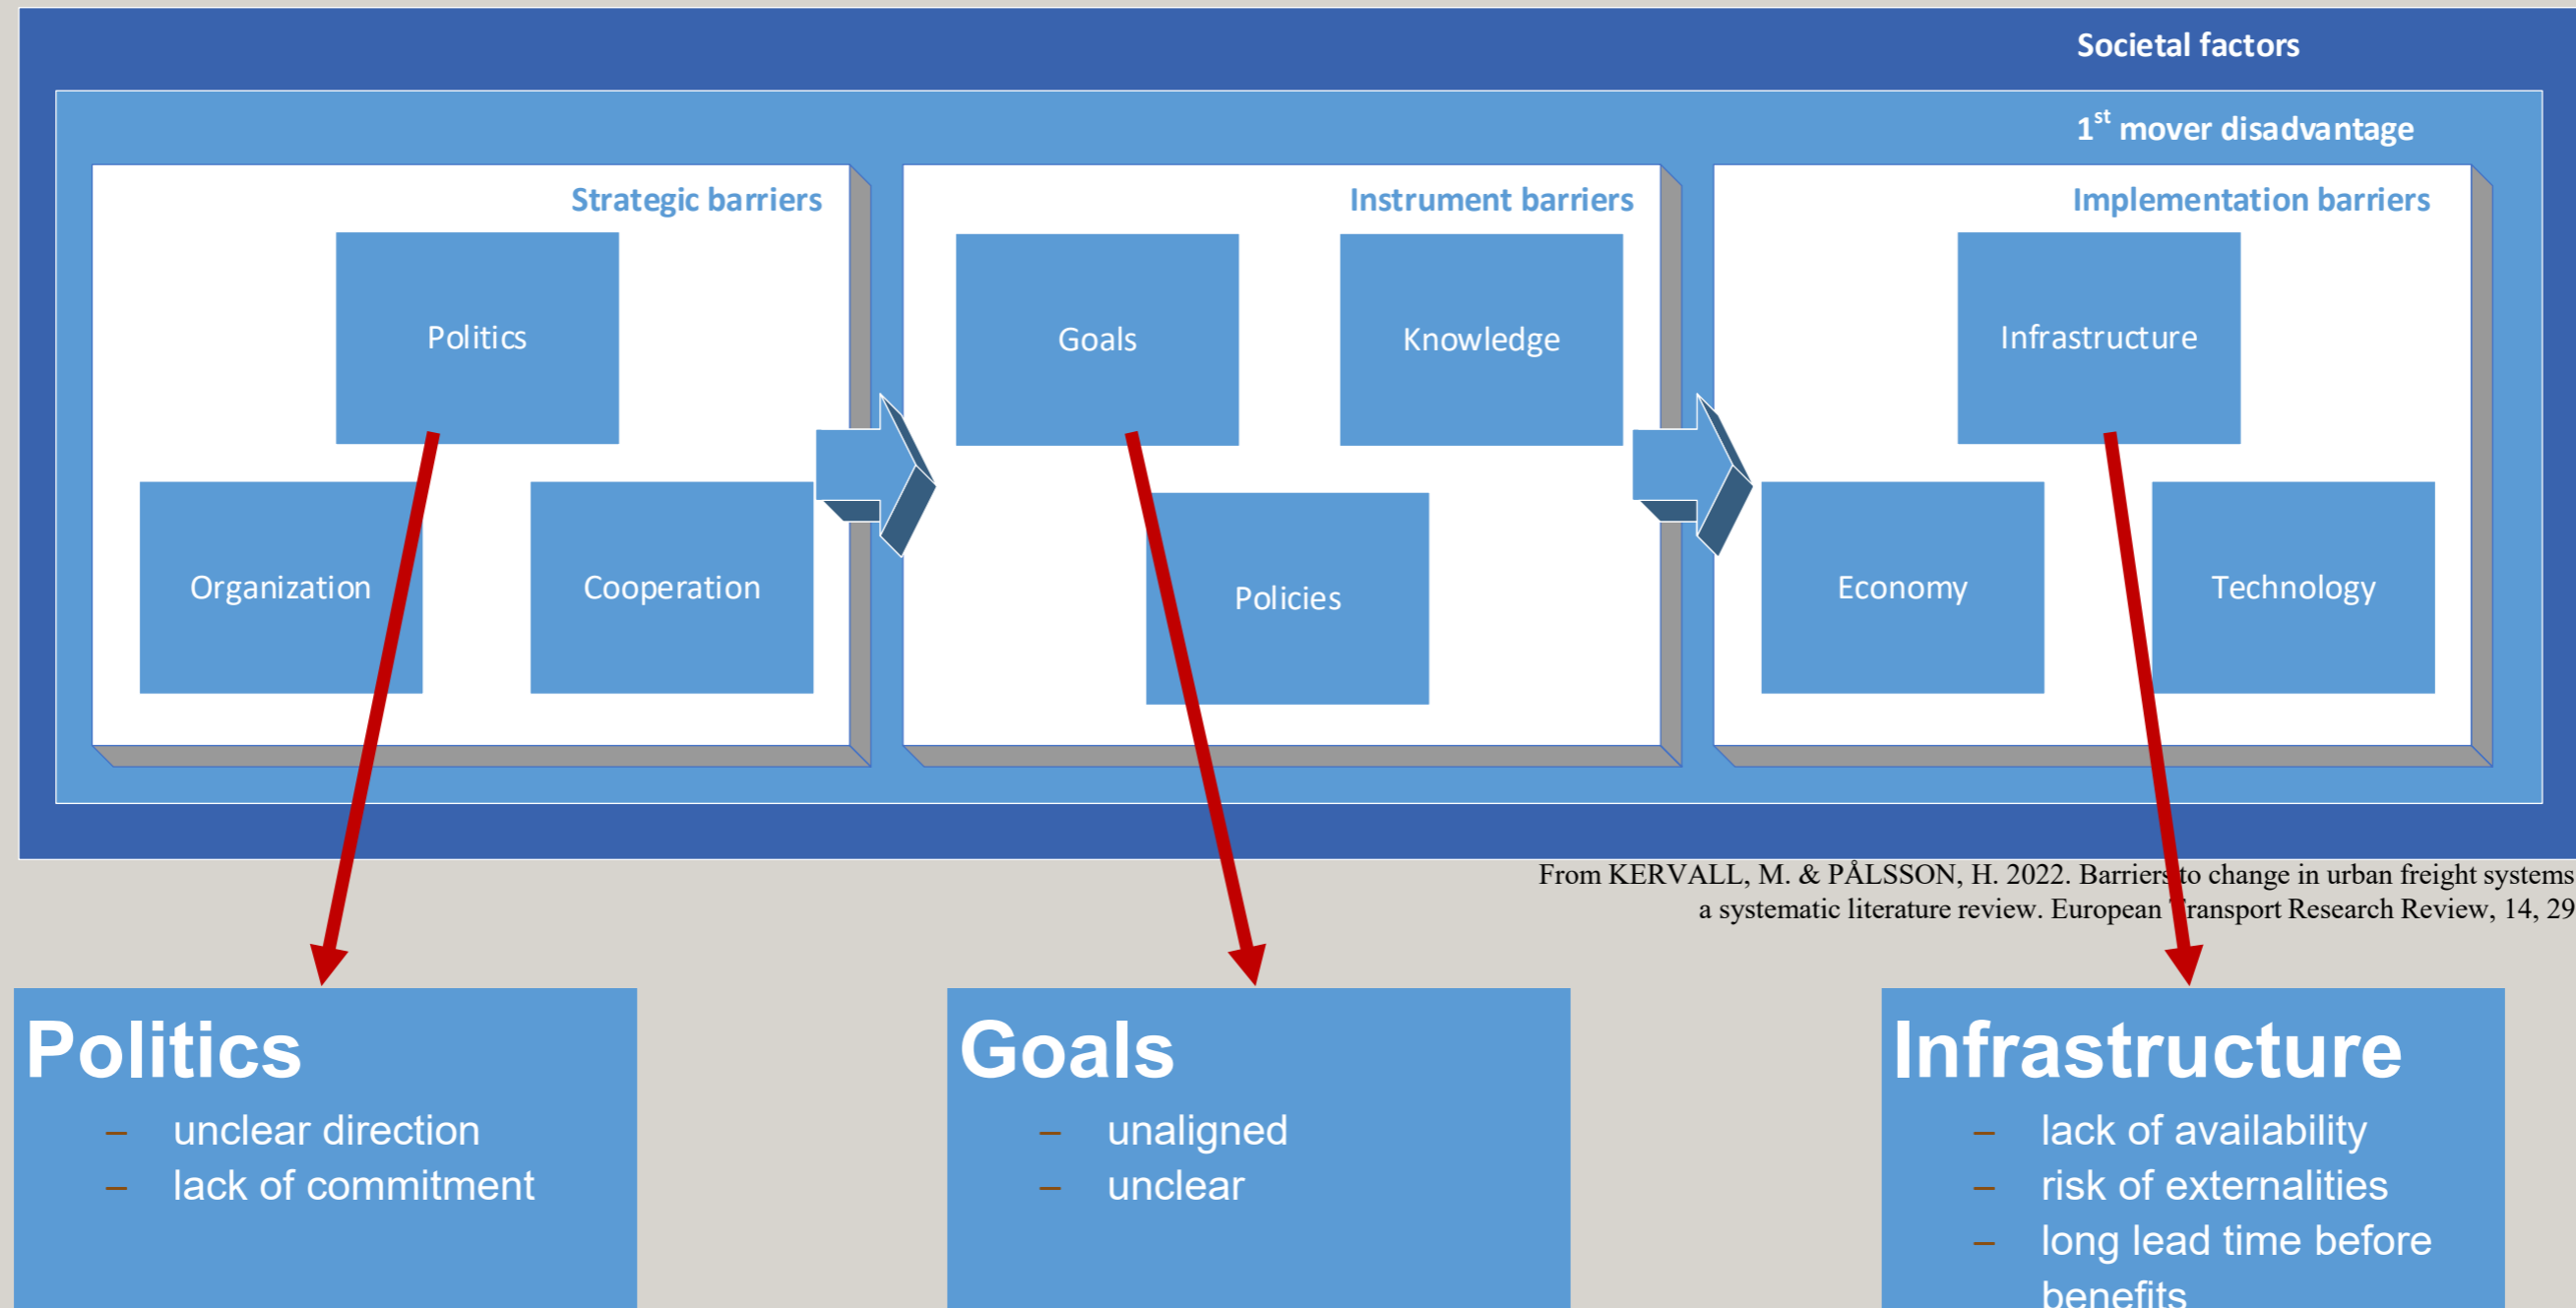 Societal factors
1st mover disadvantage
Strategic barriers
Politics
Organization
Cooperation
Instrument barriers
Goals
Knowledge
Policies
Implementation barriers
Infrastructure
Economy
Technology
From KERVALL, M. & PÅLSSON, H. 2022. Barriers to change in urban freight systems
a systematic literature review. European Transport Research Review, 14, 29
Politics
– unclear direction
– lack of commitment
Goals
– unaligned
– unclear
Infrastructure
– lack of availability
– risk of externalities
– long lead time before
benefits